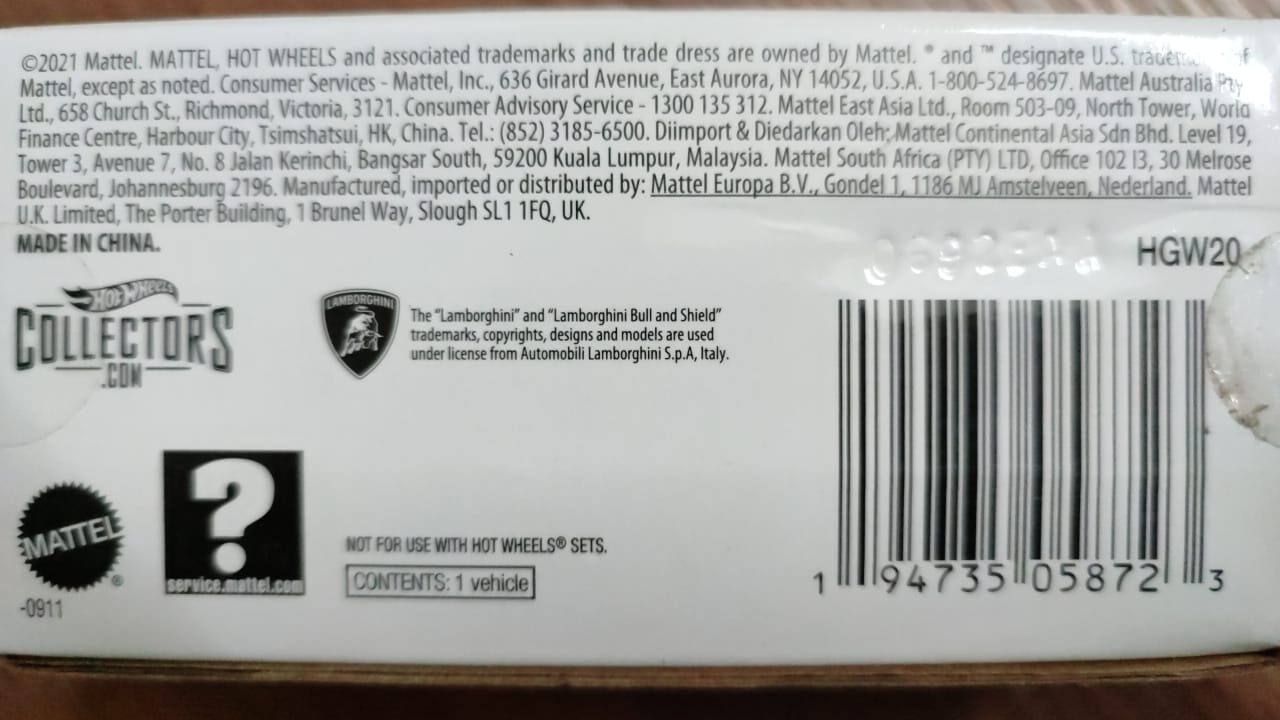 ©2021 Mattel. MATTEL, HOT WHEELS and associated trademarks and trade dress are owned by Mattel. ® and ™ designate U.S. of
Mattel, except as noted. Consumer Services - Mattel, Inc., 636 Girard Avenue, East Aurora, NY 14052, U.S.A. 1-800-524-8697. Mattel Australia Pty
Ltd., 658 Church St., Richmond, Victoria, 3121. Consumer Advisory Service - 1300 135 312. Mattel East Asia Ltd., Room 503-09, North Tower, World
Finance Centre, Harbour City, Tsimshatsui, HK, China. Tel.: (852) 3185-6500. Diimport & Diedarkan Oleh: Mattel Continental Asia Sdn Bhd. Level 19,
Tower 3, Avenue 7, No. 8 Jalan Kerinchi, Bangsar South, 59200 Kuala Lumpur, Malaysia. Mattel South Africa (PTY) LTD, Office 102 I3, 30 Melrose
Boulevard, Johannesburg 2196. Manufactured, imported or distributed by: Mattel Europa B.V., Gondel 1, 1186 MJ Amstelveen, Nederland. Mattel
U.K. Limited, The Porter Building, 1 Brunel Way, Slough SL1 1FQ, UK.
MADE IN CHINA.
HGW20
HOT WHEELS
COLLECTORS
.COM
LAMBORGHINI
The “Lamborghini” and “Lamborghini Bull and Shield”
trademarks, copyrights, designs and models are used
under license from Automobili Lamborghini S.p.A, Italy.
MATTEL®
-0911
?
service.mattel.com
NOT FOR USE WITH HOT WHEELS® SETS.
CONTENTS: 1 vehicle
1 94735 05872 3